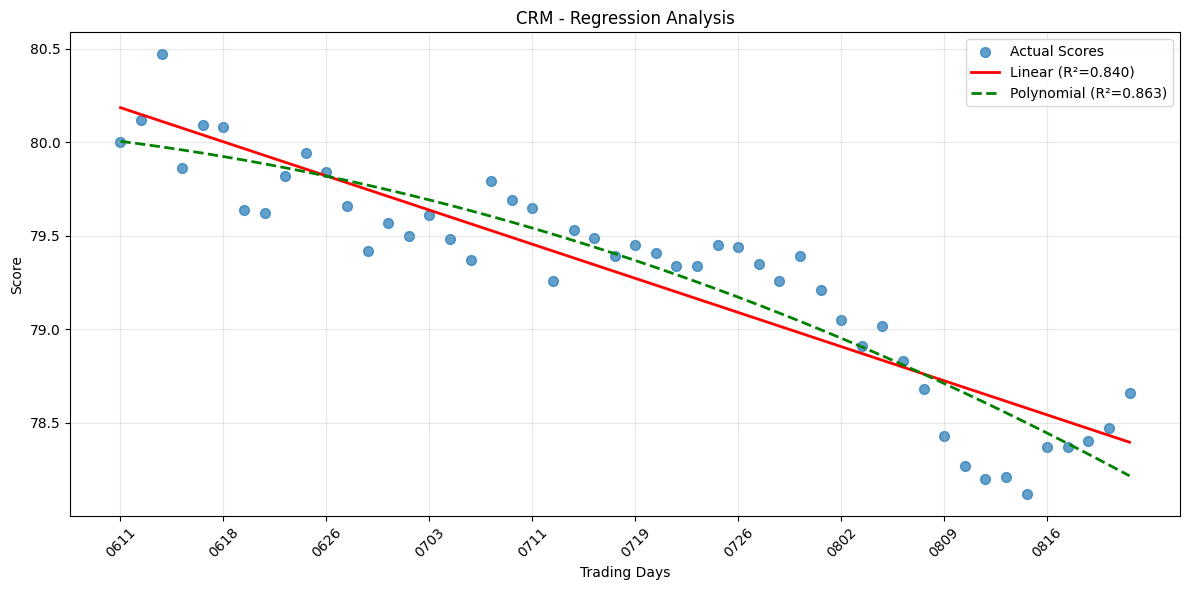 CRM - Regression Analysis
Actual Scores
Linear (R²=0.840)
Polynomial (R²=0.863)
Score
80.5
80.0
79.5
79.0
78.5
0611
0618
0626
0703
0711
0719
0726
0802
0809
0816
Trading Days